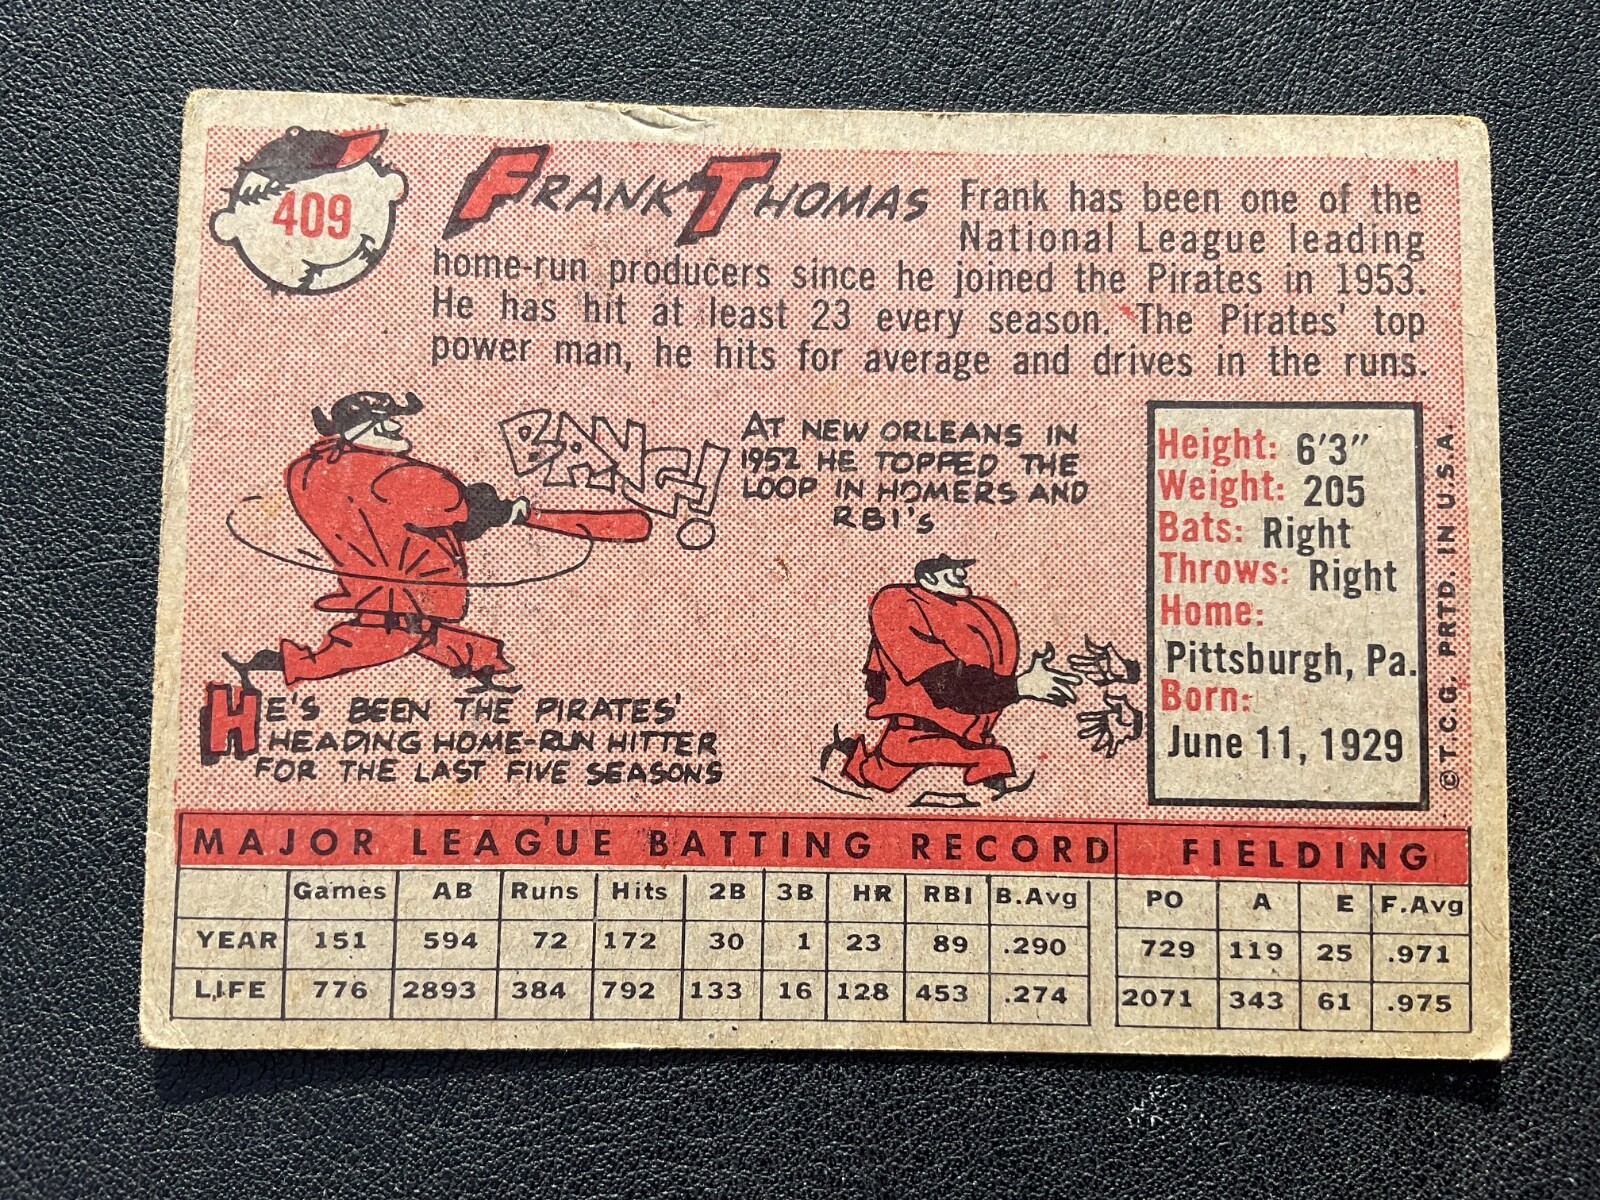 409
FRANK THOMAS
Frank has been one of the
National League leading
home-run producers since he joined the Pirates in 1953.
He has hit at least 23 every season. The Pirates' top
power man, he hits for average and drives in the runs.
BANG!
AT NEW ORLEANS IN
1952 HE TOPPED THE
LOOP IN HOMERS AND
RBI's
HE'S BEEN THE PIRATES'
HEADING HOME-RUN HITTER
FOR THE LAST FIVE SEASONS
Height: 6'3"
Weight: 205
Bats: Right
Throws: Right
Home:
Pittsburgh, Pa.
Born:
June 11, 1929
© T.C.G. PRTD. IN U.S.A.
MAJOR LEAGUE BATTING RECORD FIELDING
Games AB Runs Hits 2B 3B HR RBI B.Avg PO A E F.Avg
YEAR 151 594 72 172 30 1 23 89 .290 729 119 25 .971
LIFE 776 2893 384 792 133 16 128 453 .274 2071 343 61 .975